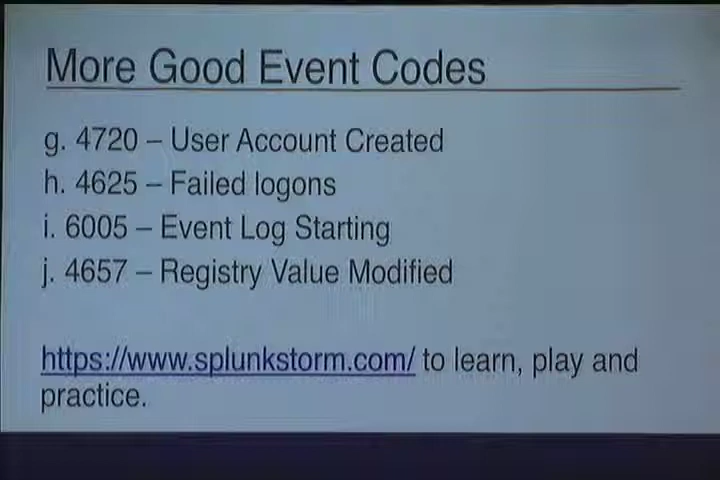 More Good Event Codes
g. 4720 – User Account Created
h. 4625 – Failed logons
i. 6005 – Event Log Starting
j. 4657 – Registry Value Modified
https://www.splunkstorm.com/ to learn, play and
practice.